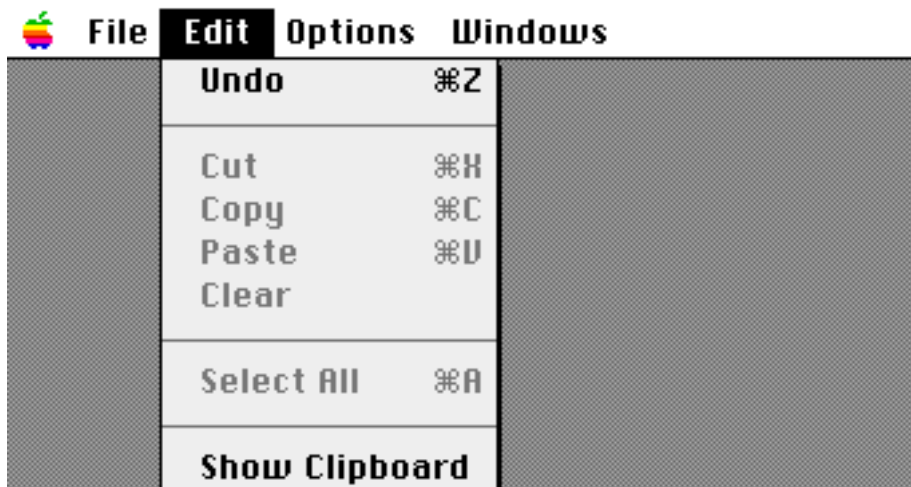 File Edit Options Windows
Undo ⌘Z
Cut ⌘X
Copy ⌘C
Paste ⌘V
Clear
Select All ⌘A
Show Clipboard